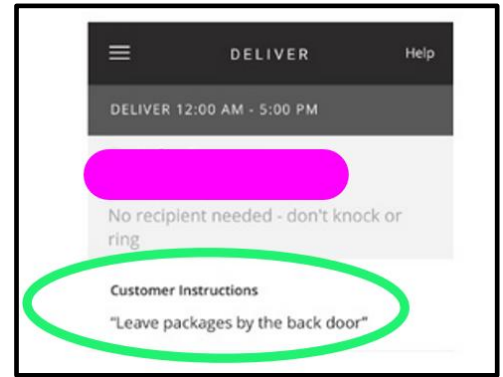 DELIVER Help
DELIVER 12:00 AM - 5:00 PM
No recipient needed - don't knock or
ring
Customer Instructions
"Leave packages by the back door"